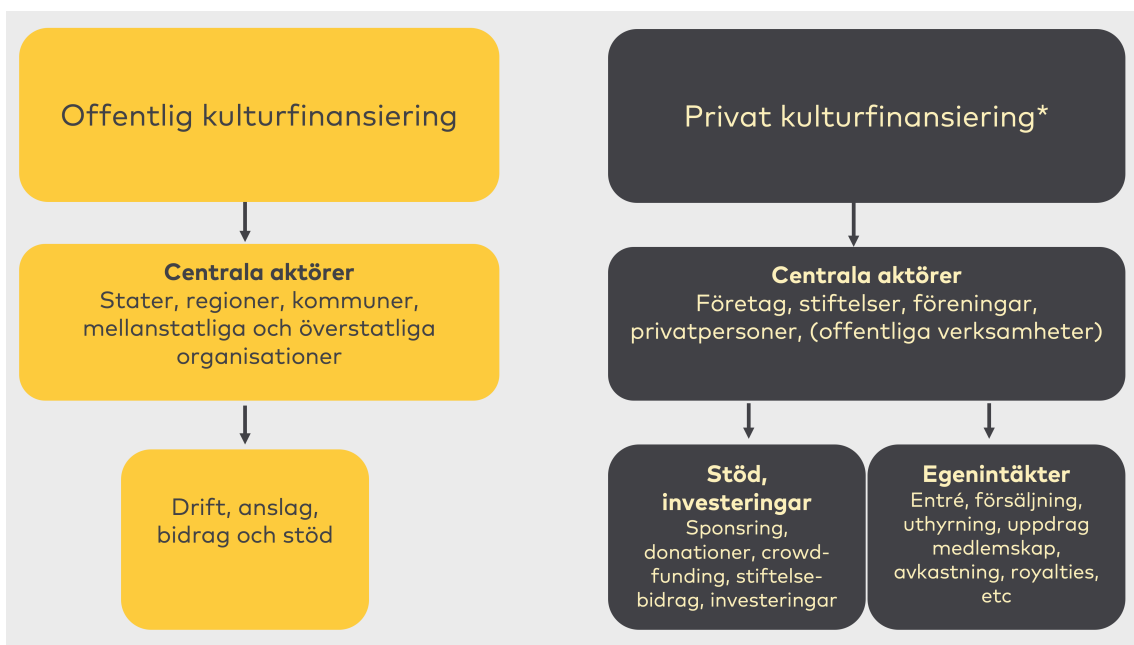 Offentlig kulturfinansiering
Centrala aktörer
Stater, regioner, kommuner,
mellanstatliga och överstatliga
organisationer
Drift, anslag,
bidrag och stöd
Privat kulturfinansiering*
Centrala aktörer
Företag, stiftelser, föreningar,
privatpersoner, (offentliga verksamheter)
Stöd,
investeringar
Sponsring,
donationer, crowd-
funding, stiftelse-
bidrag, investeringar
Egenintäkter
Entré, försäljning,
uthyrning, uppdrag
medlemskap,
avkastning, royalties,
etc